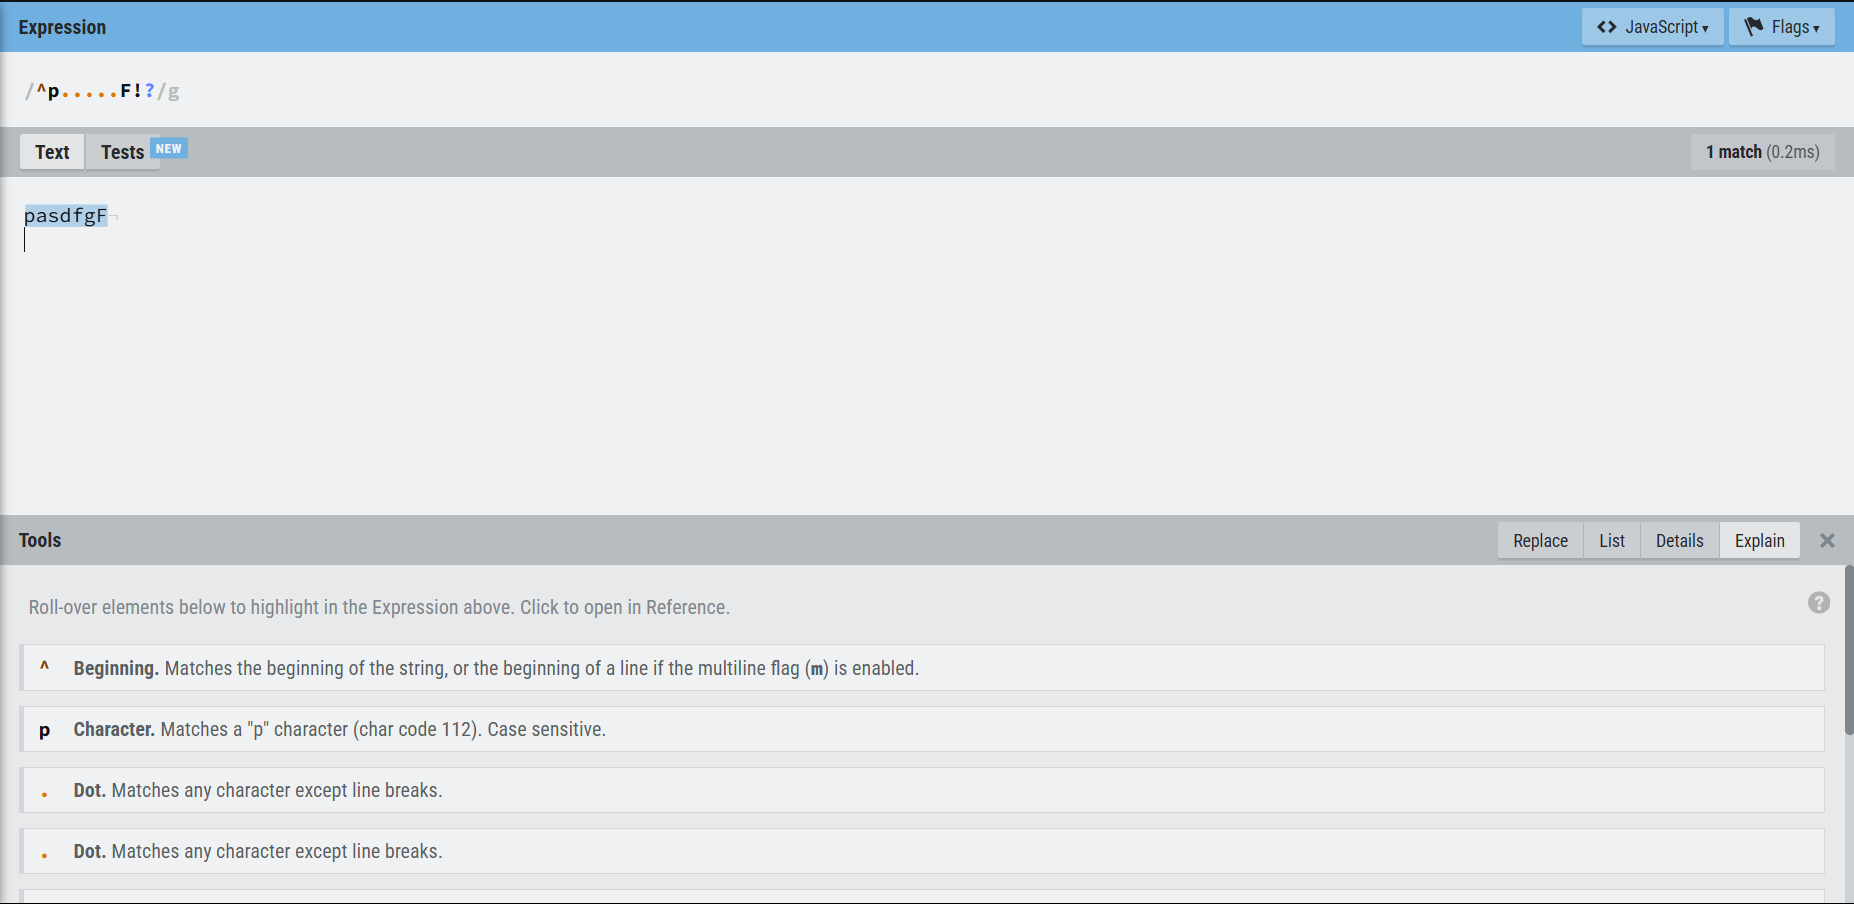 Expression
<> JavaScript ▾
Flags ▾
/^p.....F!?/g
Text
Tests NEW
1 match (0.2ms)
pasdfgF¬
Tools
Replace
List
Details
Explain
Roll-over elements below to highlight in the Expression above. Click to open in Reference.
?
^ Beginning. Matches the beginning of the string, or the beginning of a line if the multiline flag (m) is enabled.
p Character. Matches a "p" character (char code 112). Case sensitive.
. Dot. Matches any character except line breaks.
. Dot. Matches any character except line breaks.